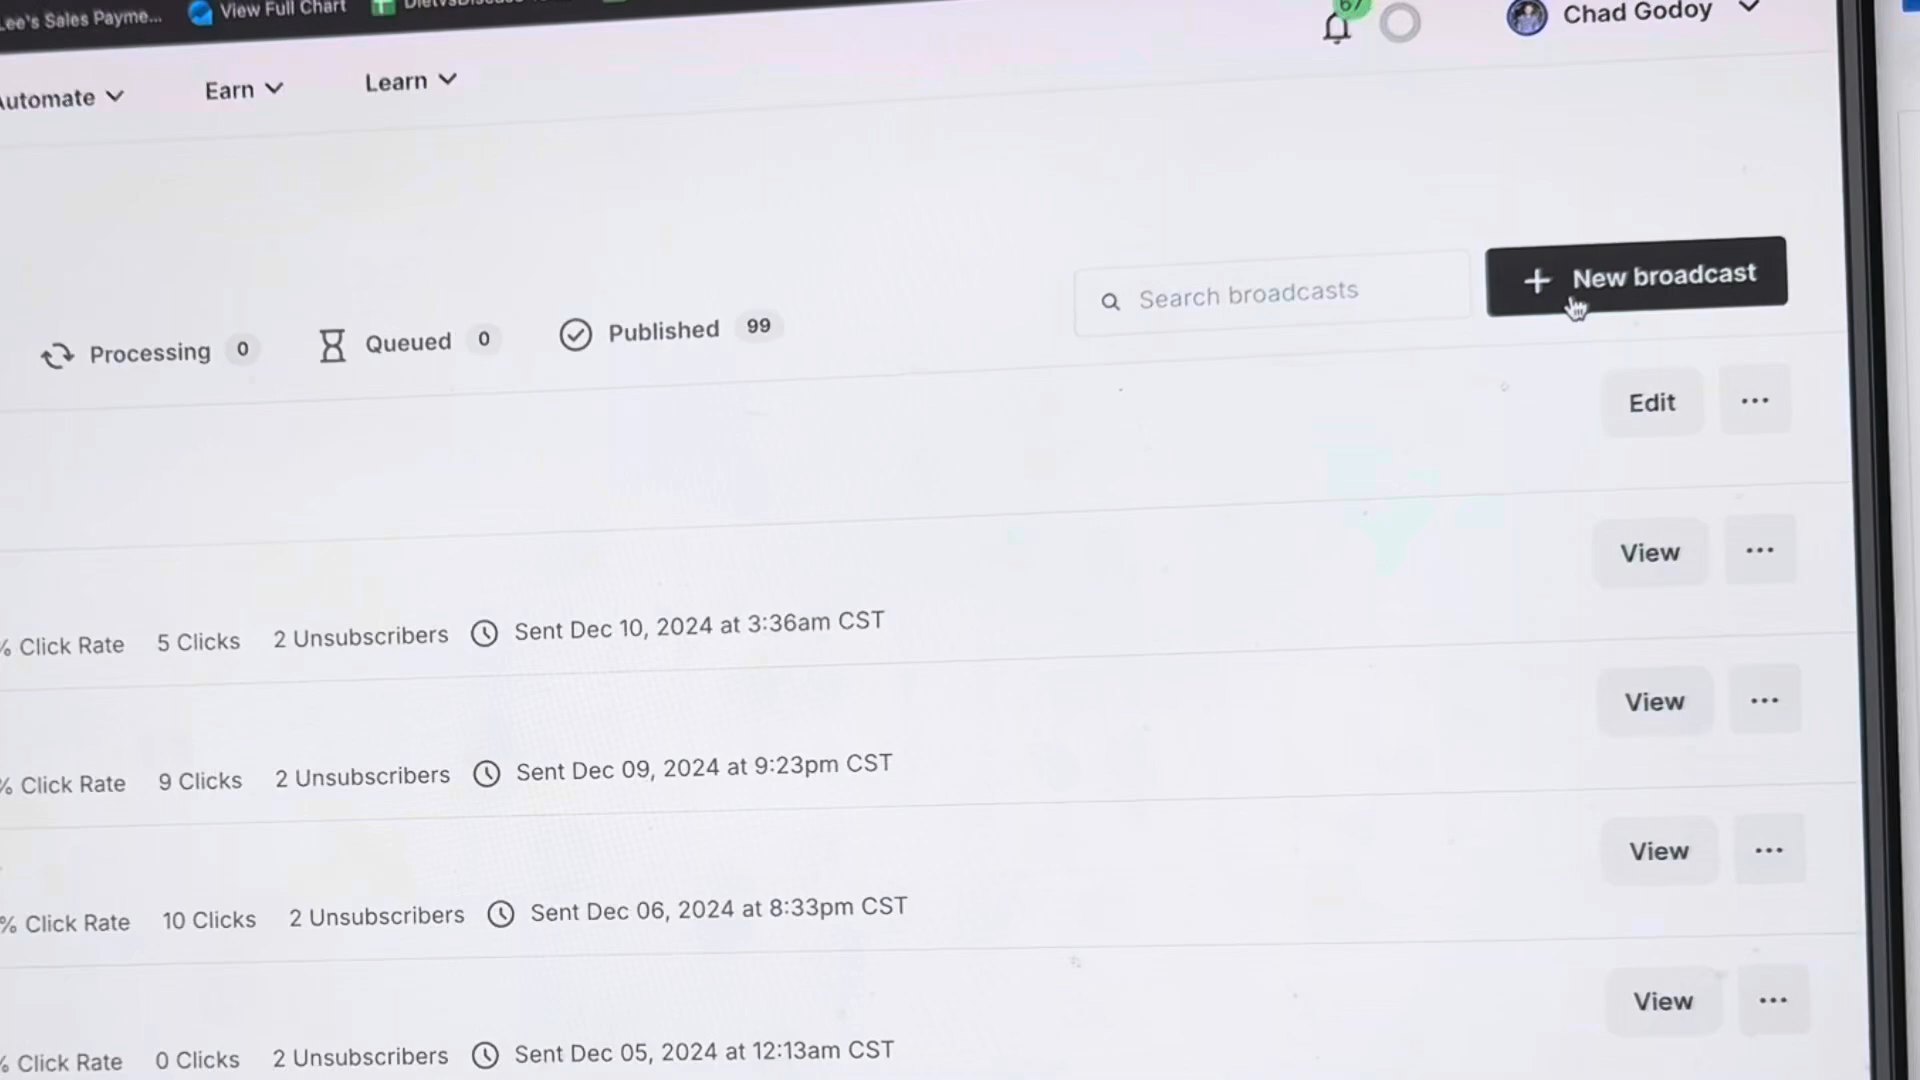 Lee's Sales Payme...
View Full Chart
67
Chad Godoy
Automate
Earn
Learn
Search broadcasts
+ New broadcast
Processing 0
Queued 0
Published 99
Edit ...
View ...
% Click Rate 5 Clicks 2 Unsubscribers Sent Dec 10, 2024 at 3:36am CST
View ...
% Click Rate 9 Clicks 2 Unsubscribers Sent Dec 09, 2024 at 9:23pm CST
View ...
% Click Rate 10 Clicks 2 Unsubscribers Sent Dec 06, 2024 at 8:33pm CST
View ...
% Click Rate 0 Clicks 2 Unsubscribers Sent Dec 05, 2024 at 12:13am CST